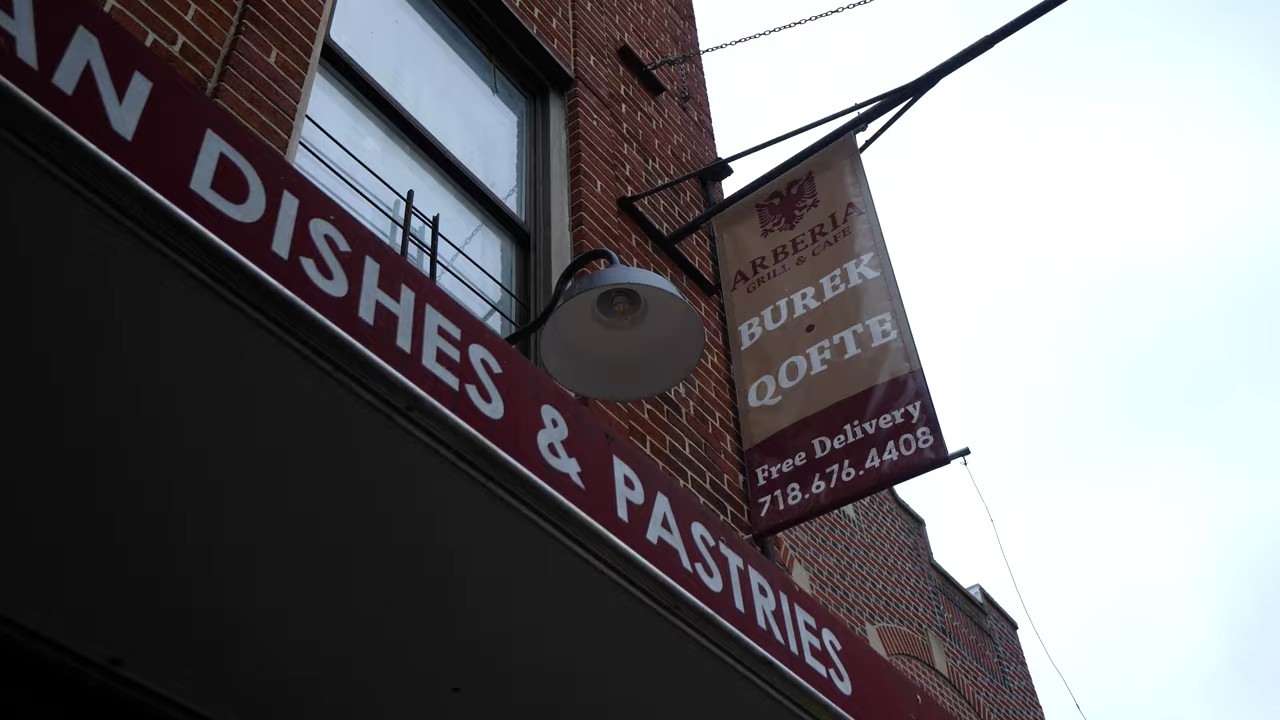 AN DISHES & PASTRIES
ARBERIA
GRILL & CAFE
BUREK
QOFTE
Free Delivery
718.676.4408